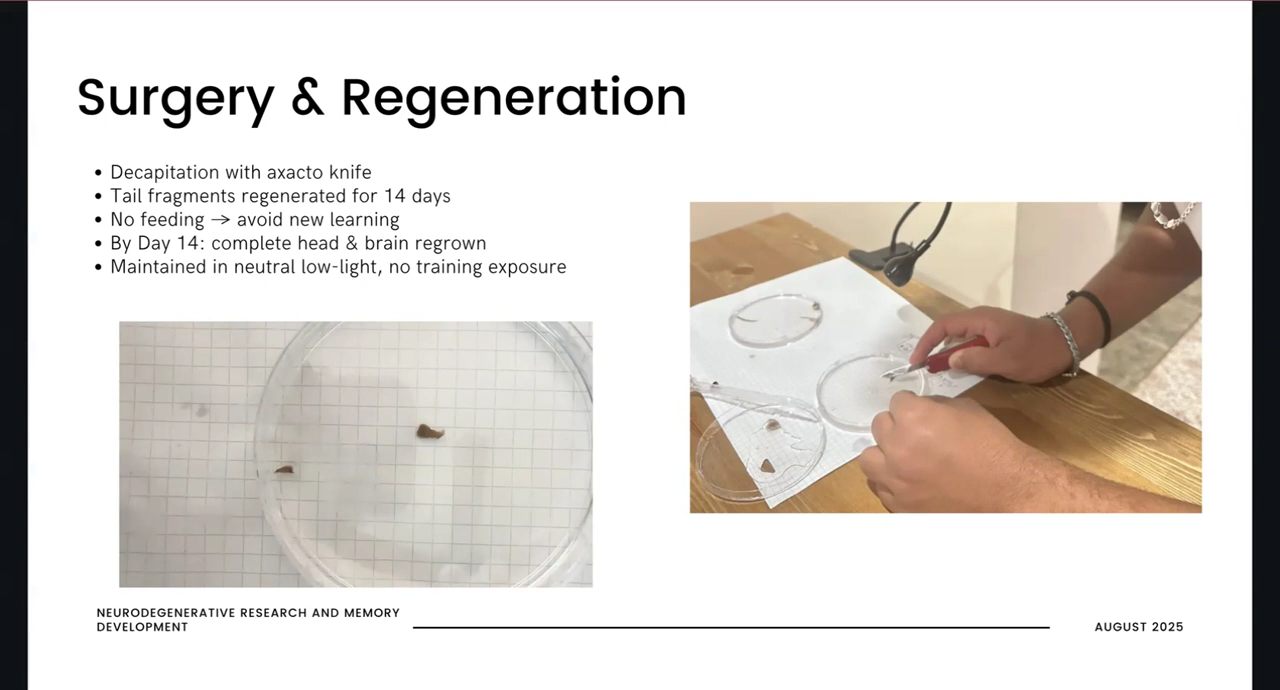 Surgery & Regeneration
• Decapitation with axacto knife
• Tail fragments regenerated for 14 days
• No feeding → avoid new learning
• By Day 14: complete head & brain regrown
• Maintained in neutral low-light, no training exposure
NEURODEGENERATIVE RESEARCH AND MEMORY
DEVELOPMENT
AUGUST 2025